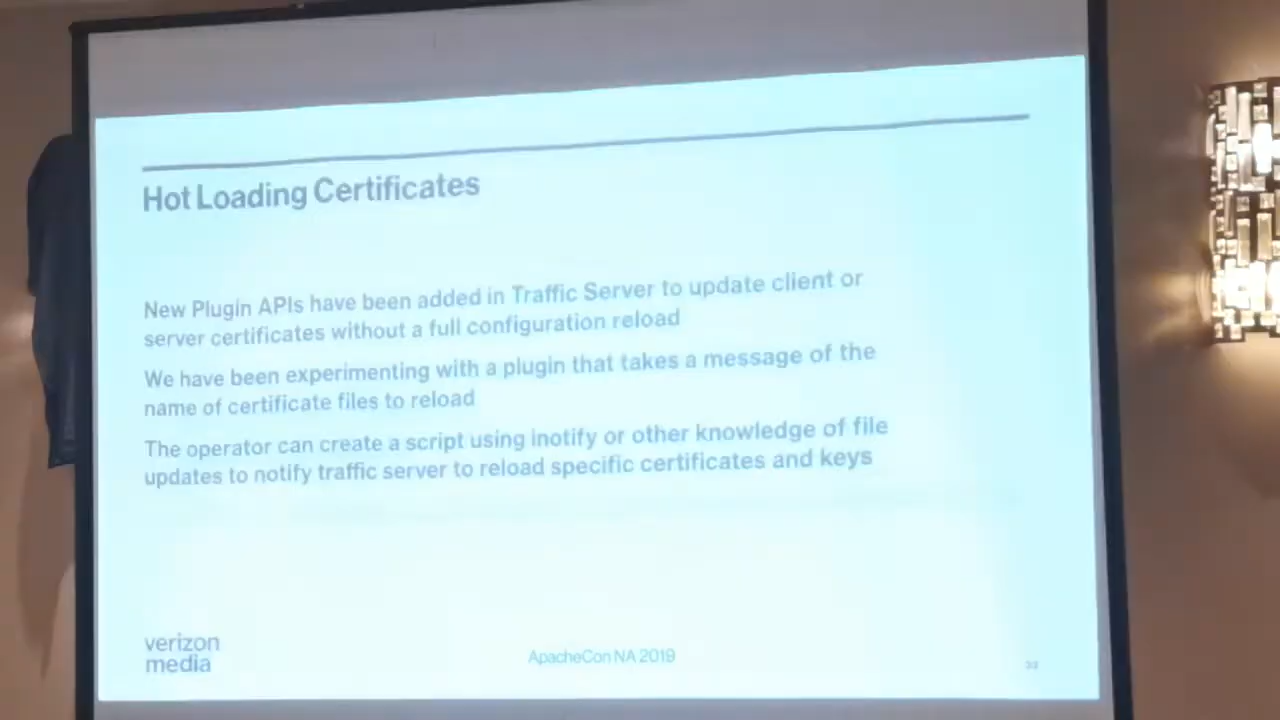 Hot Loading Certificates
New Plugin APIs have been added in Traffic Server to update client or
server certificates without a full configuration reload
We have been experimenting with a plugin that takes a message of the
name of certificate files to reload
The operator can create a script using inotify or other knowledge of file
updates to notify traffic server to reload specific certificates and keys
verizon
media
ApacheCon NA 2019
33